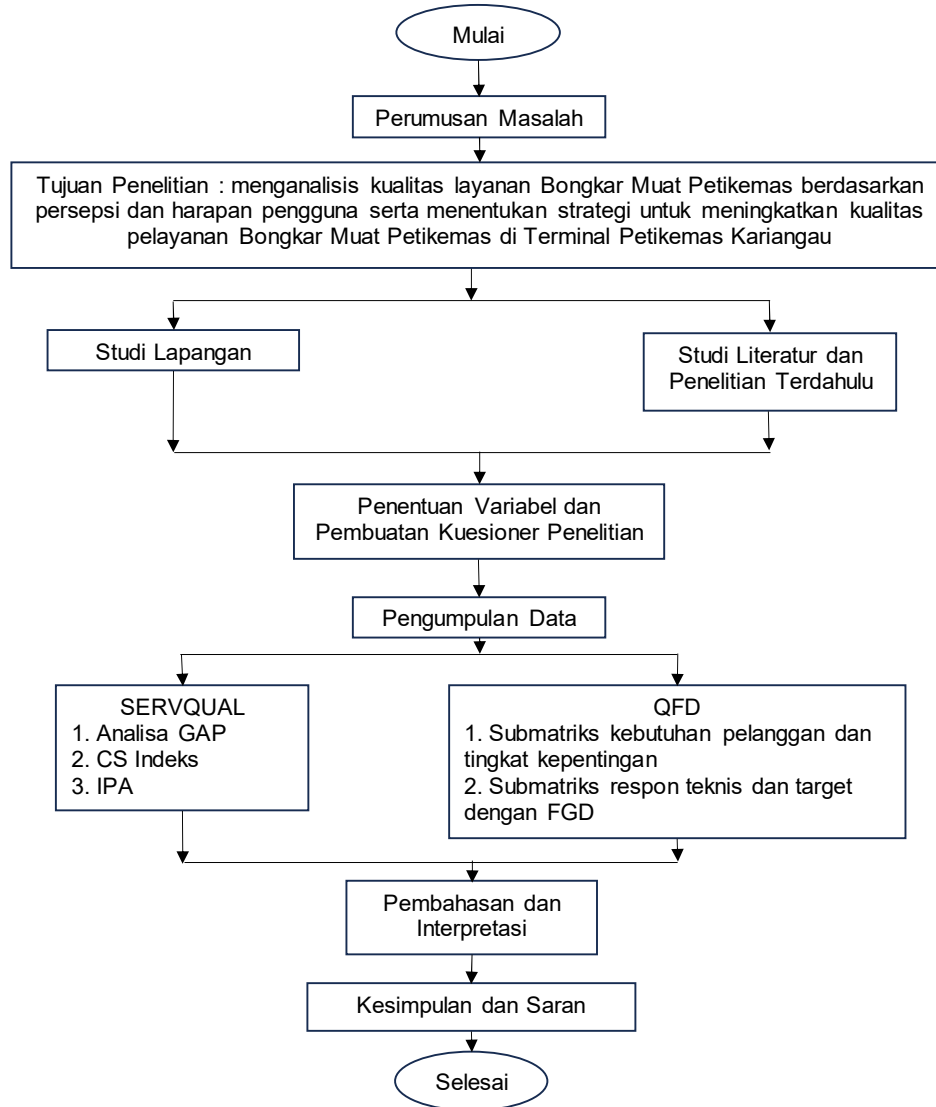 Mulai
Perumusan Masalah
Tujuan Penelitian : menganalisis kualitas layanan Bongkar Muat Petikemas berdasarkan
persepsi dan harapan pengguna serta menentukan strategi untuk meningkatkan kualitas
pelayanan Bongkar Muat Petikemas di Terminal Petikemas Kariangau
Studi Lapangan
Studi Literatur dan
Penelitian Terdahulu
Penentuan Variabel dan
Pembuatan Kuesioner Penelitian
Pengumpulan Data
SERVQUAL
1. Analisa GAP
2. CS Indeks
3. IPA
QFD
1. Submatriks kebutuhan pelanggan dan
tingkat kepentingan
2. Submatriks respon teknis dan target
dengan FGD
Pembahasan dan
Interpretasi
Kesimpulan dan Saran
Selesai